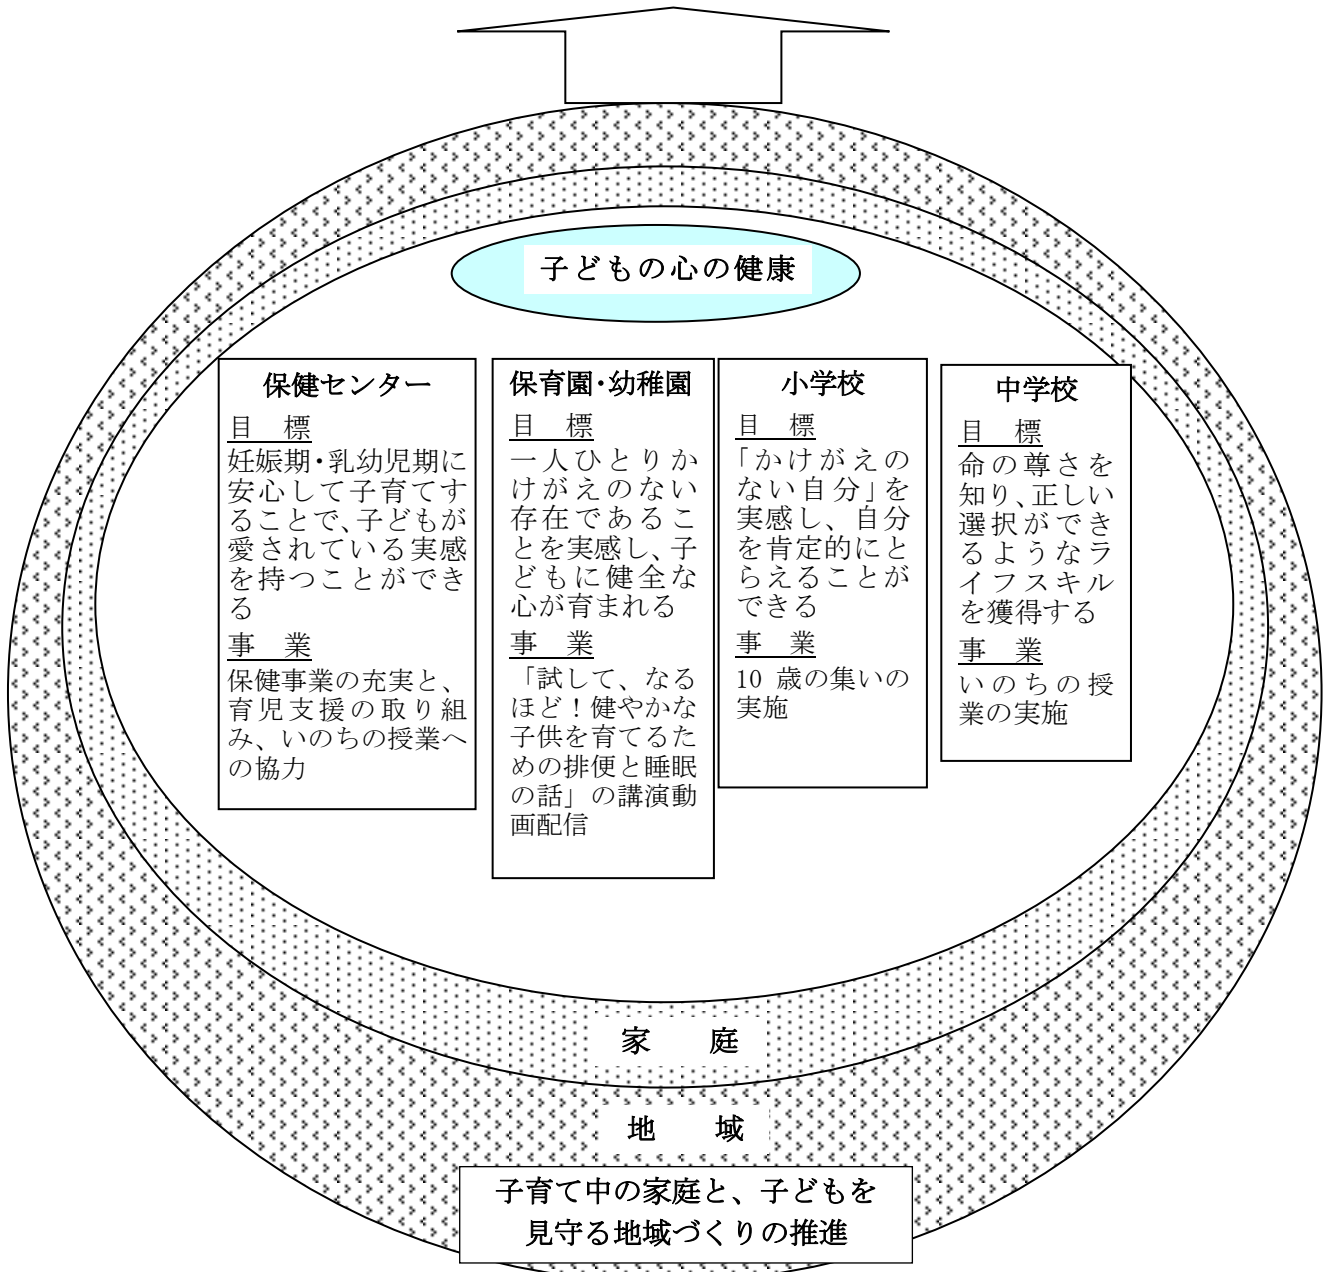 子どもの心の健康
保健センター
目　標
妊娠期・乳幼児期に
安心して子育てす
ることで、子どもが
愛されている実感
を持つことができ
る
事　業
保健事業の充実と、
育児支援の取り組
み、いのちの授業へ
の協力
保育園・幼稚園
目　標
一人ひとりか
けがえのない
存在であるこ
とを実感し、子
どもに健全な
心が育まれる
事　業
「試して、なる
ほど！健やかな
子供を育てるた
めの排便と睡眠
の話」の講演動
画配信
小学校
目　標
「かけがえの
ない自分」を
実感し、自分
を肯定的にと
らえることが
できる
事　業
10 歳の集いの
実施
中学校
目　標
命の尊さを
知り、正しい
選択ができ
るようなラ
イフスキル
を獲得する
事　業
いのちの授
業の実施
家　庭
地　域
子育て中の家庭と、子どもを
見守る地域づくりの推進